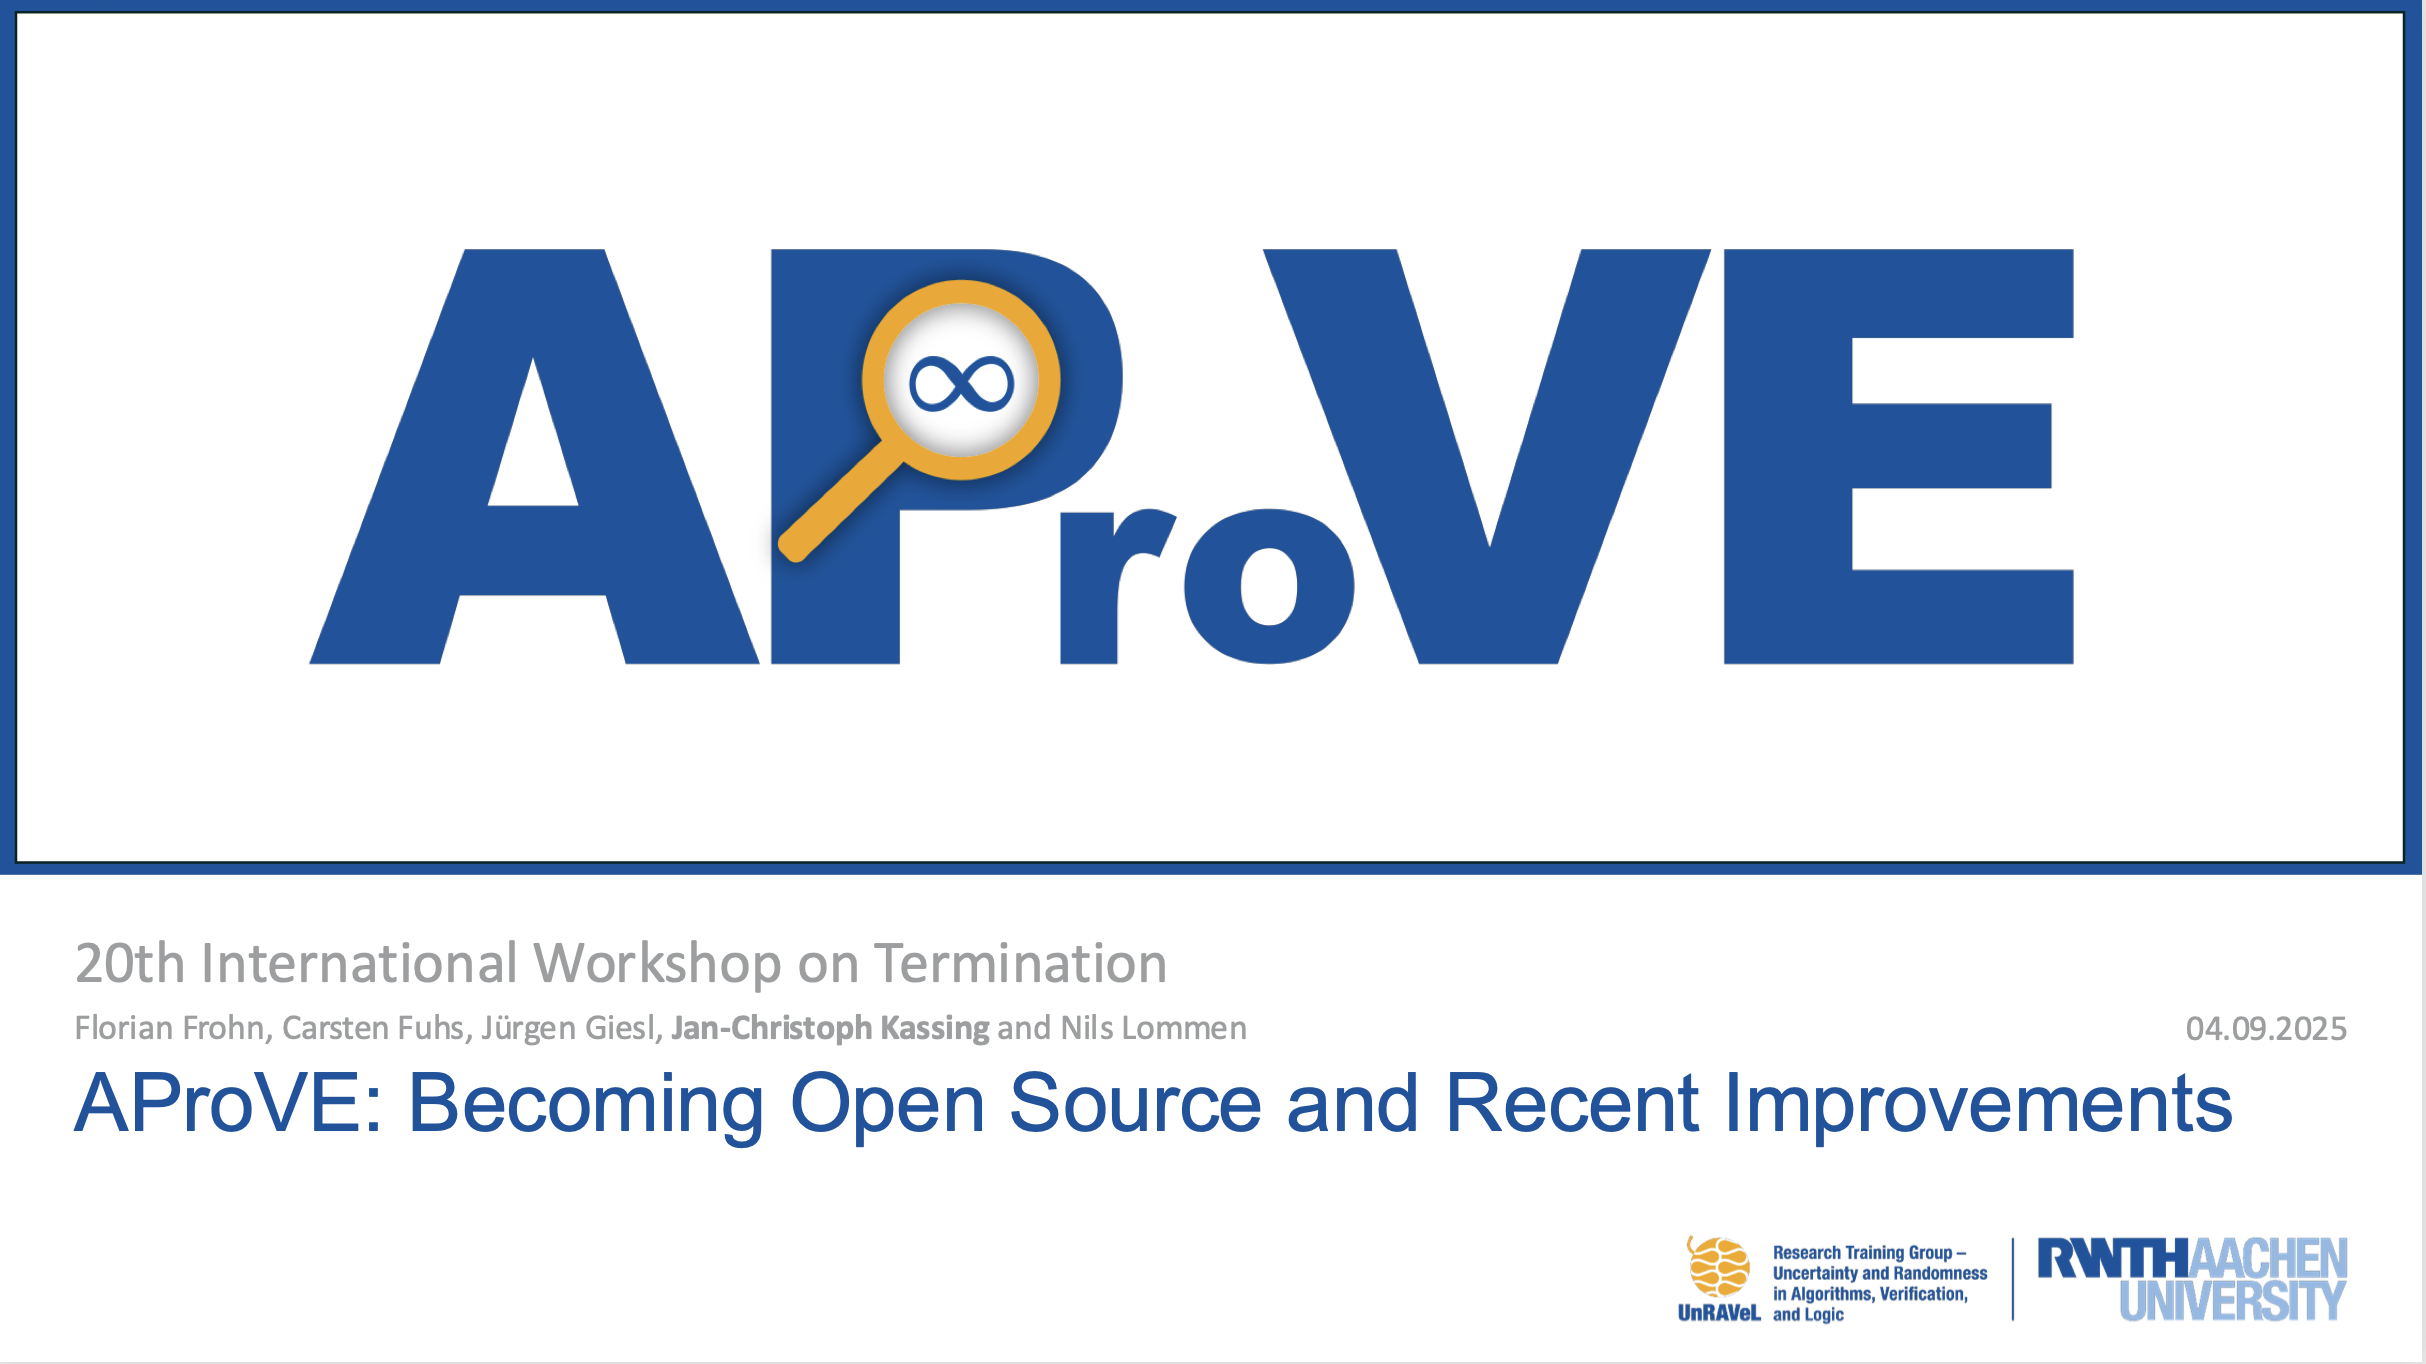 AProVE
∞
20th International Workshop on Termination
Florian Frohn, Carsten Fuhs, Jürgen Giesl, Jan-Christoph Kassing and Nils Lommen
04.09.2025
AProVE: Becoming Open Source and Recent Improvements
UnRAVeL
Research Training Group –
Uncertainty and Randomness
in Algorithms, Verification,
and Logic
RWTHAACHEN
UNIVERSITY